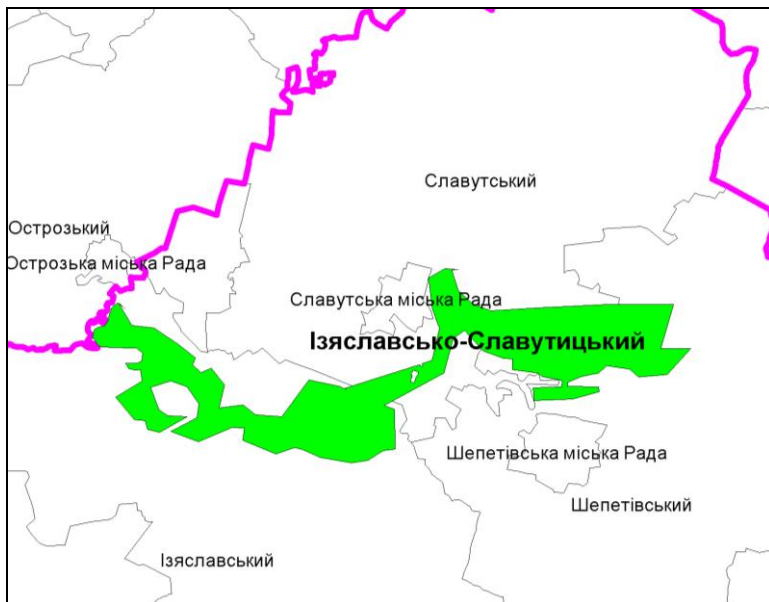 Славутський
Острозький
Острозька міська Рада
Славутська міська Рада
Ізяславсько-Славутицький
Шепетівська міська Рада
Шепетівський
Ізяславський